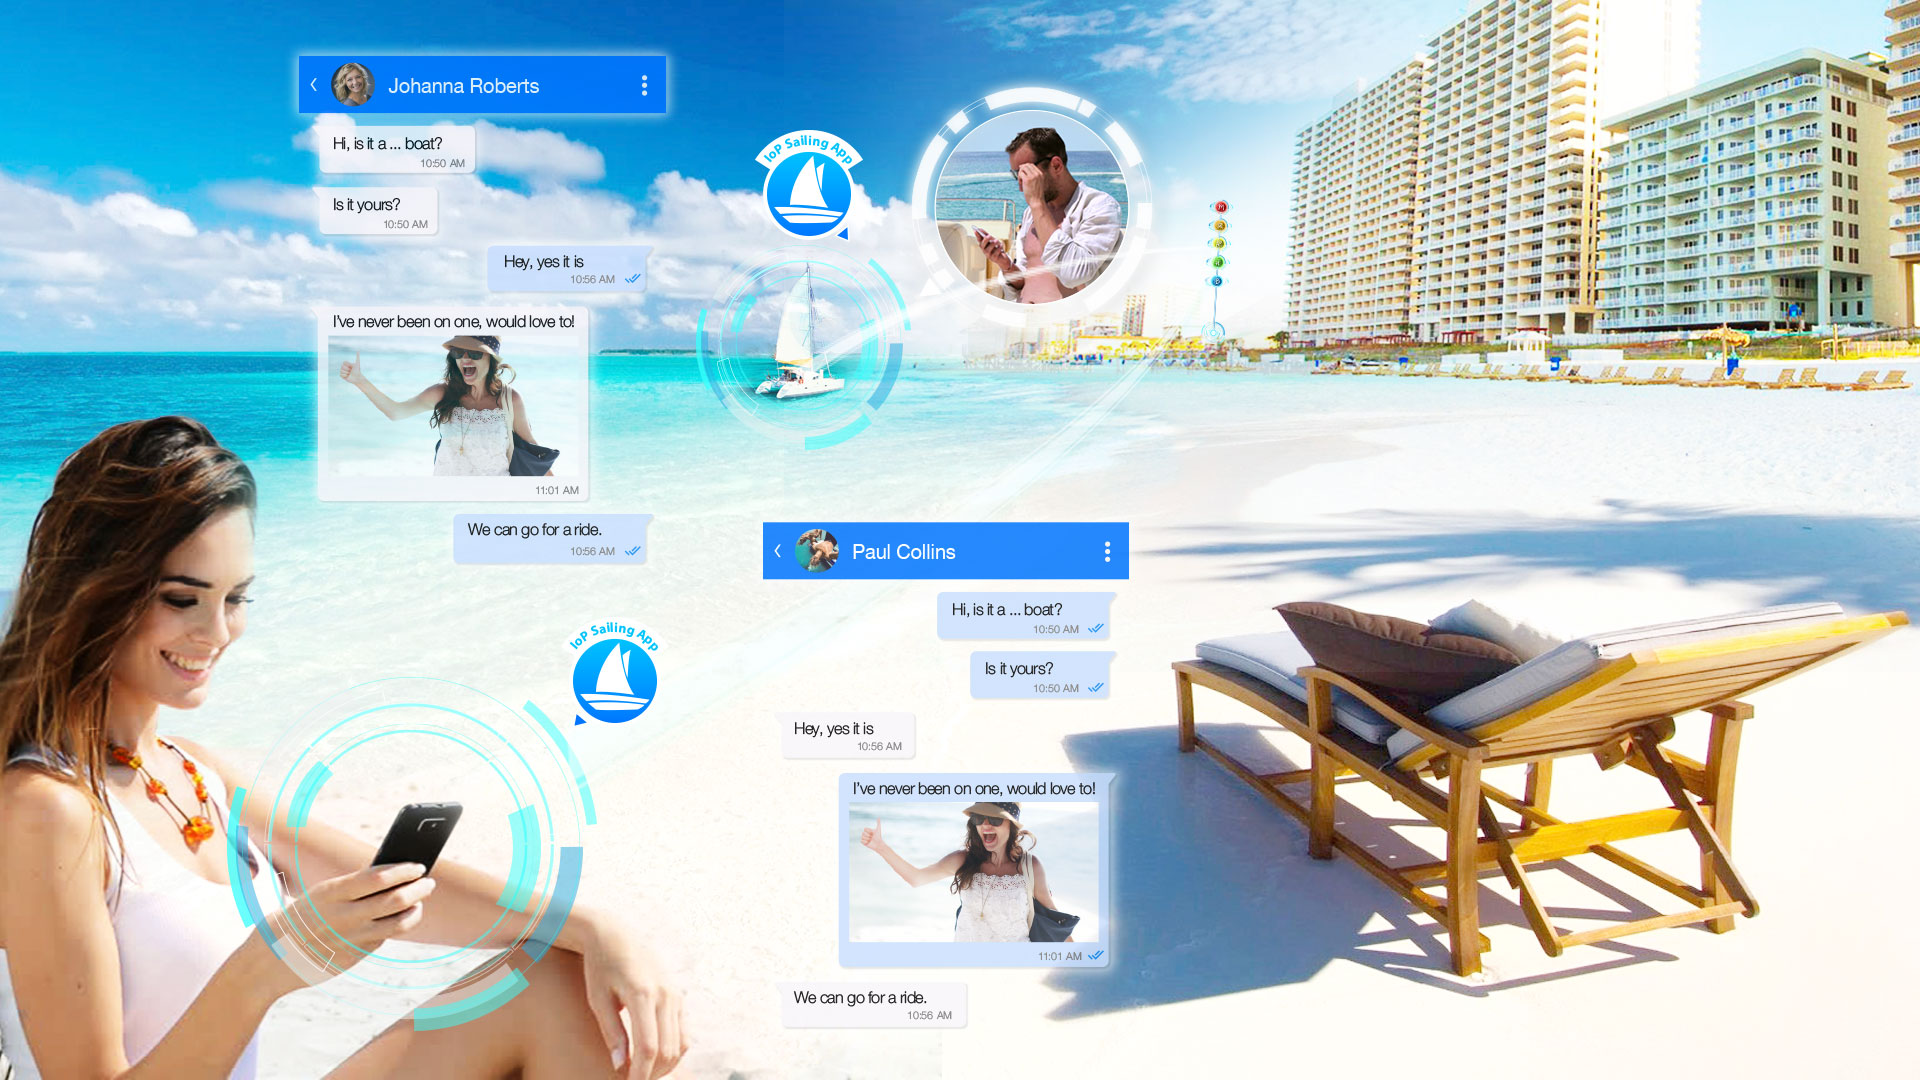 Johanna Roberts
Hi, is it a ... boat?
10:50 AM
Is it yours?
10:50 AM
Hey, yes it is
10:56 AM
I've never been on one, would love to!
11:01 AM
We can go for a ride.
10:56 AM
IoP Sailing App
IoP Sailing App
Paul Collins
Hi, is it a ... boat?
10:50 AM
Is it yours?
10:50 AM
Hey, yes it is
10:56 AM
I've never been on one, would love to!
11:01 AM
We can go for a ride.
10:56 AM